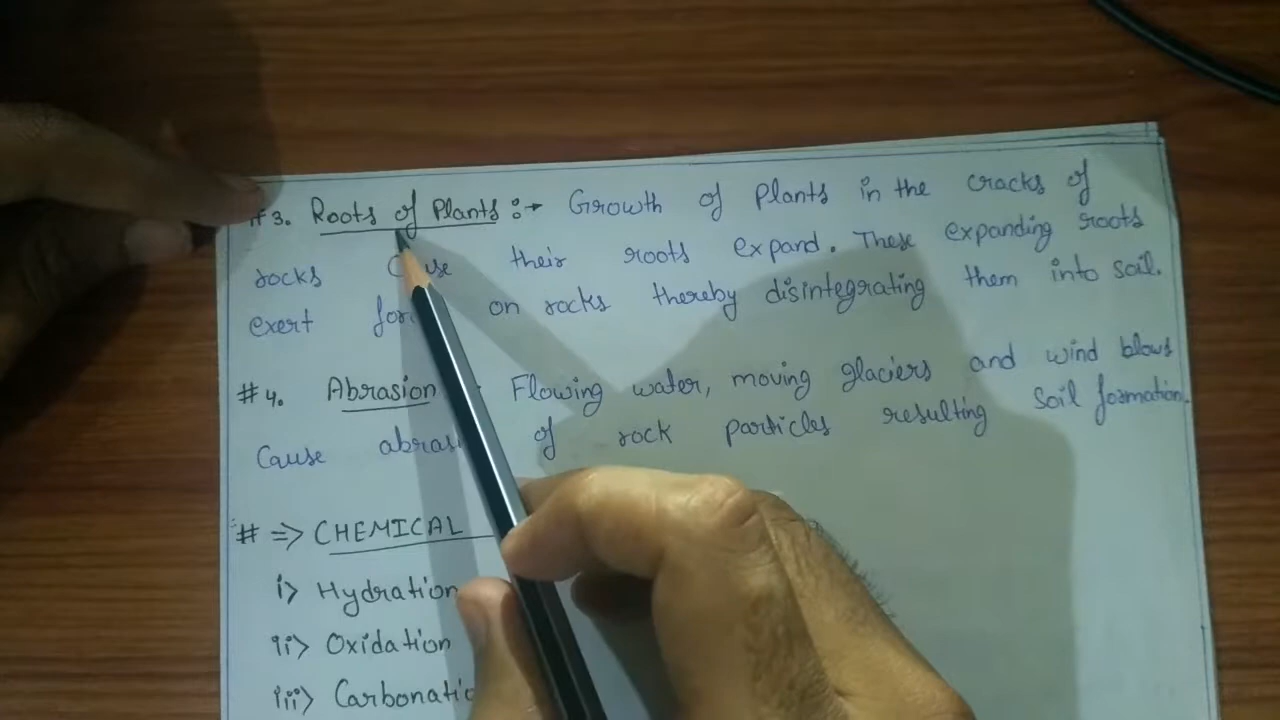 # 3. Roots of Plants :→ Growth of Plants in the cracks of
rocks Cause their roots expand. These expanding roots
exert on rocks thereby disintegrating them into soil.
# 4. Abrasion Flowing water, moving glaciers and wind blows
Cause of rock particles resulting soil formation.
# => CHEMICAL
i> Hydration
ii> Oxidation
iii>